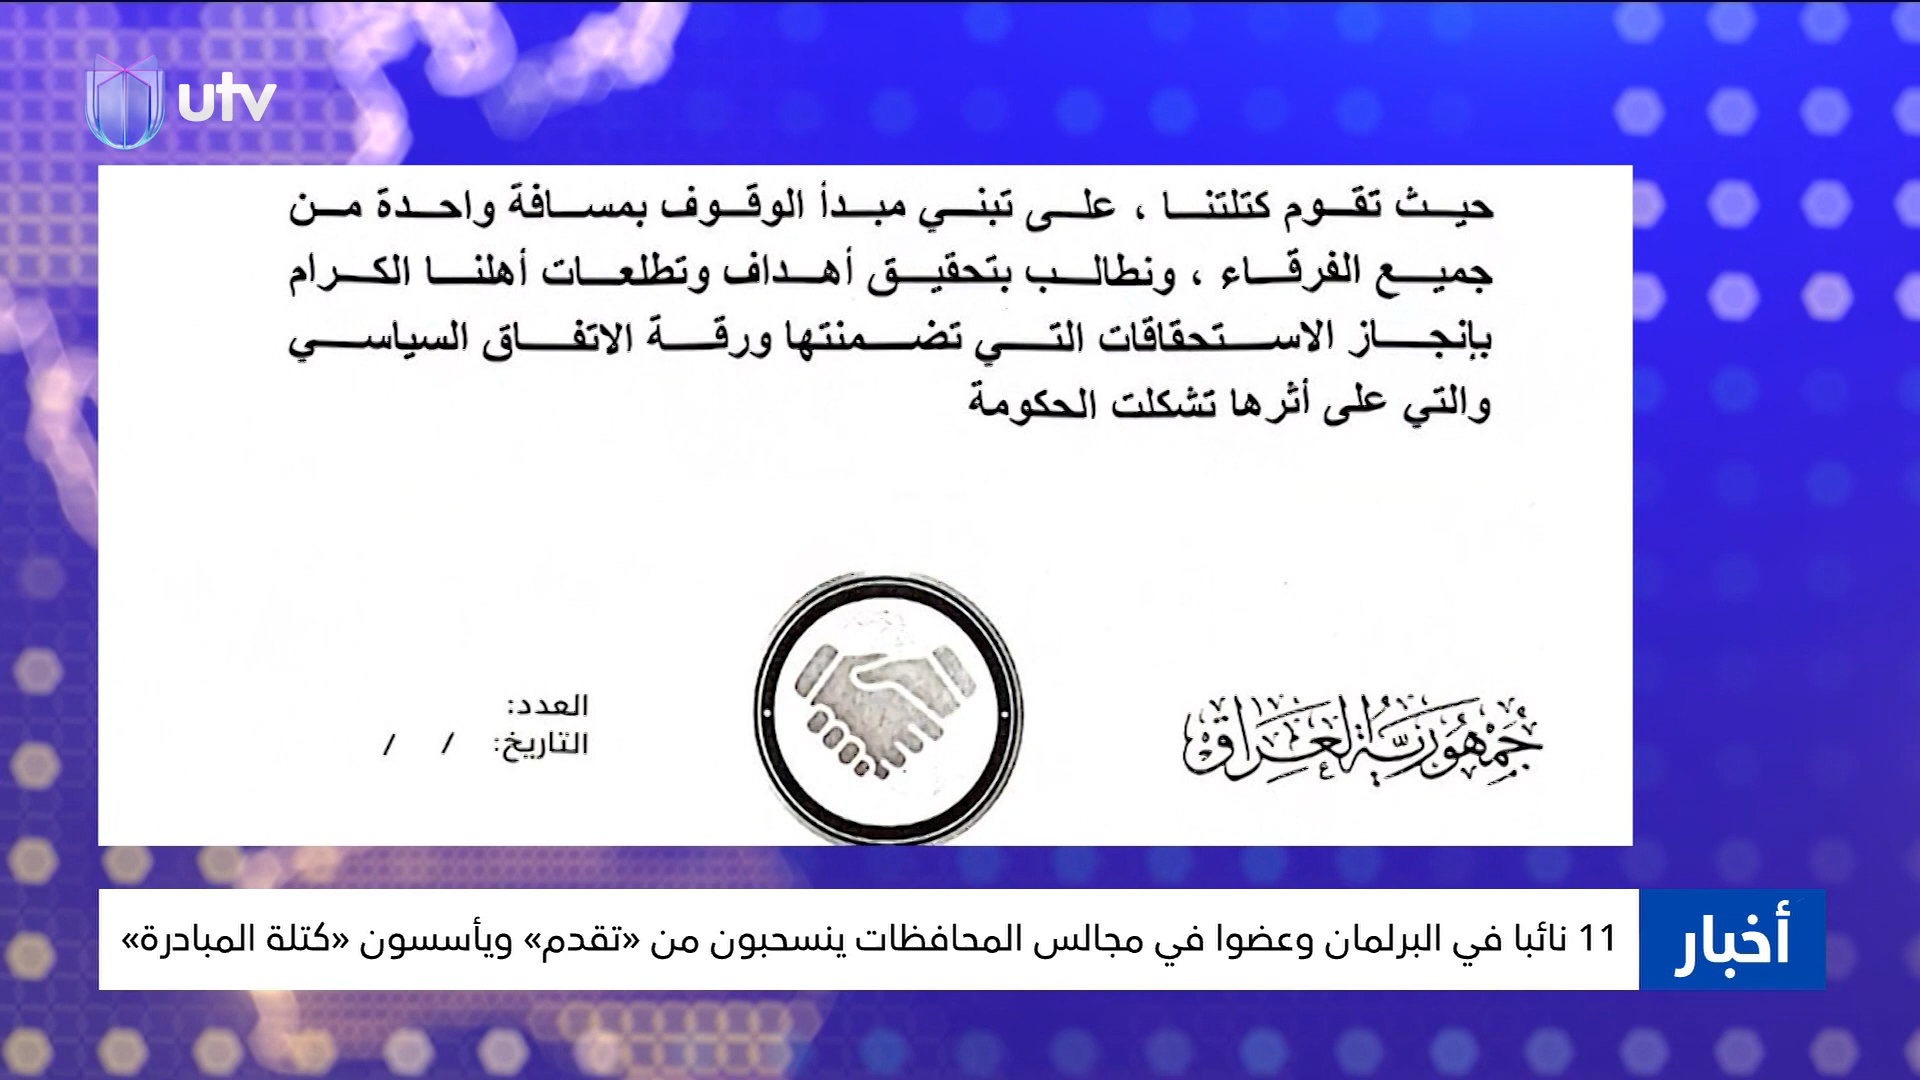 utv
حيث تقوم كتلتنا ، على تبني مبدأ الوقوف بمسافة واحدة من
جميع الفرقاء ، ونطالب بتحقيق أهداف وتطلعات أهلنا الكرام
بإنجاز الاستحقاقات التي تضمنتها ورقة الاتفاق السياسي
والتي على أثرها تشكلت الحكومة
جمهورية العراق
العدد:
التاريخ: / /
أخبار
11 نائبا في البرلمان وعضوا في مجالس المحافظات ينسحبون من «تقدم» ويأسسون «كتلة المبادرة»